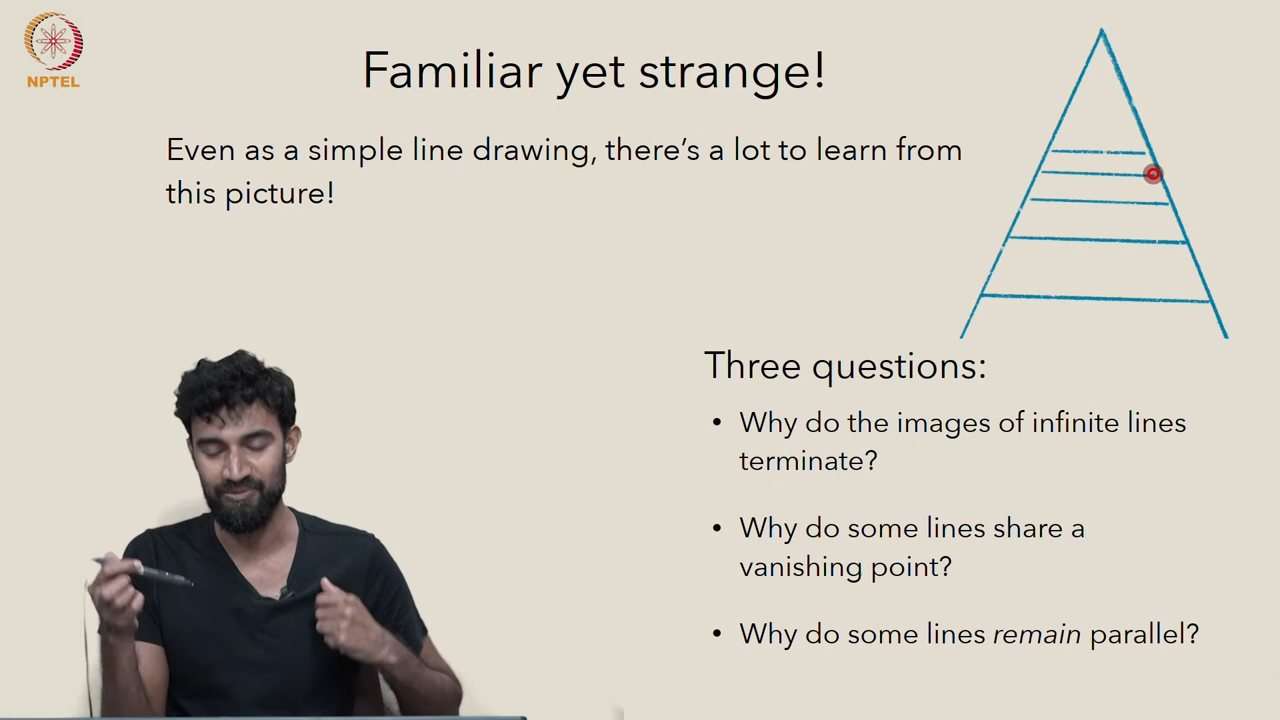 NPTEL
Familiar yet strange!
Even as a simple line drawing, there's a lot to learn from
this picture!
Three questions:
• Why do the images of infinite lines
terminate?
• Why do some lines share a
vanishing point?
• Why do some lines remain parallel?